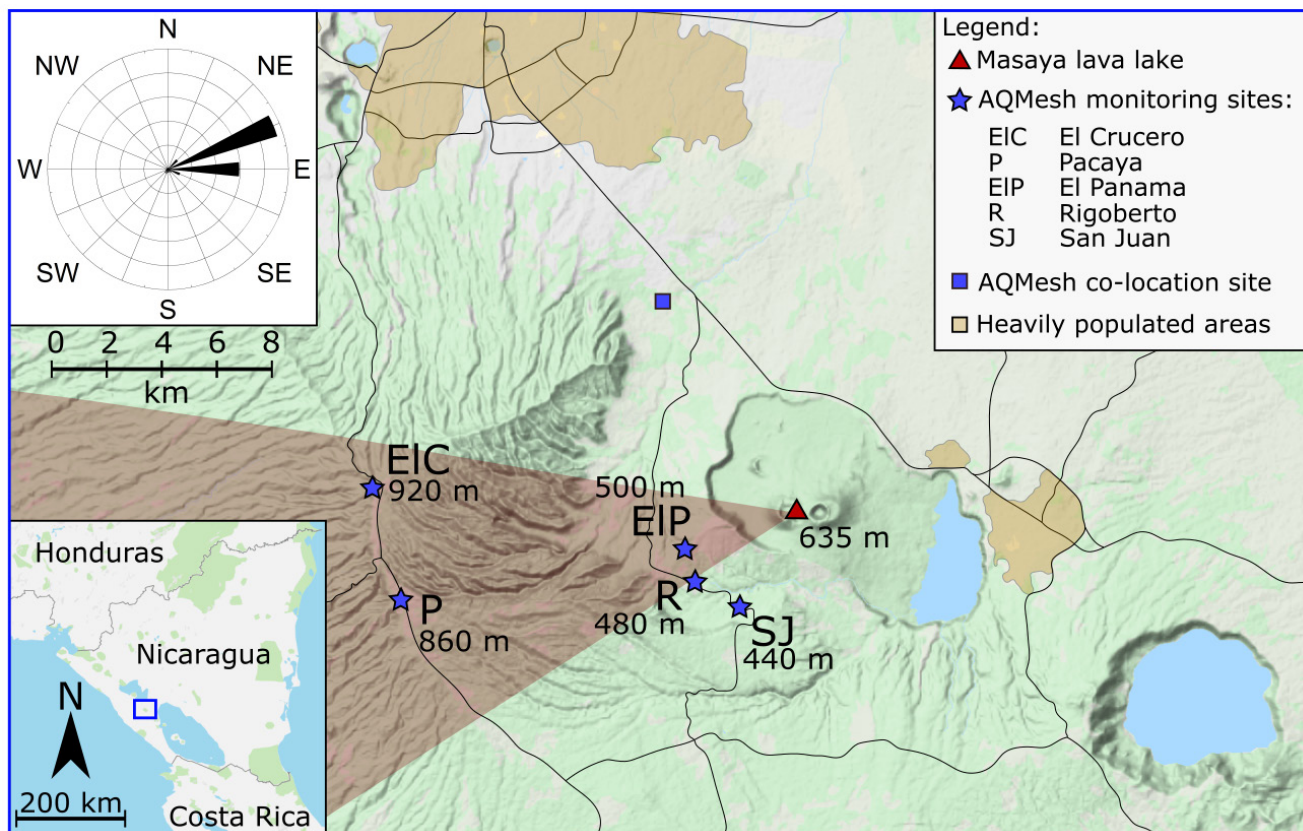 N
NW
NE
W
E
SW
SE
S
0 2 4 6 8
km
Legend:
Masaya lava lake
AQMesh monitoring sites:
ElC El Crucero
P Pacaya
ElP El Panama
R Rigoberto
SJ San Juan
AQMesh co-location site
Heavily populated areas
ElC
920 m
500 m
ElP
635 m
P
860 m
R
480 m
SJ
440 m
Honduras
Nicaragua
N
200 km
Costa Rica